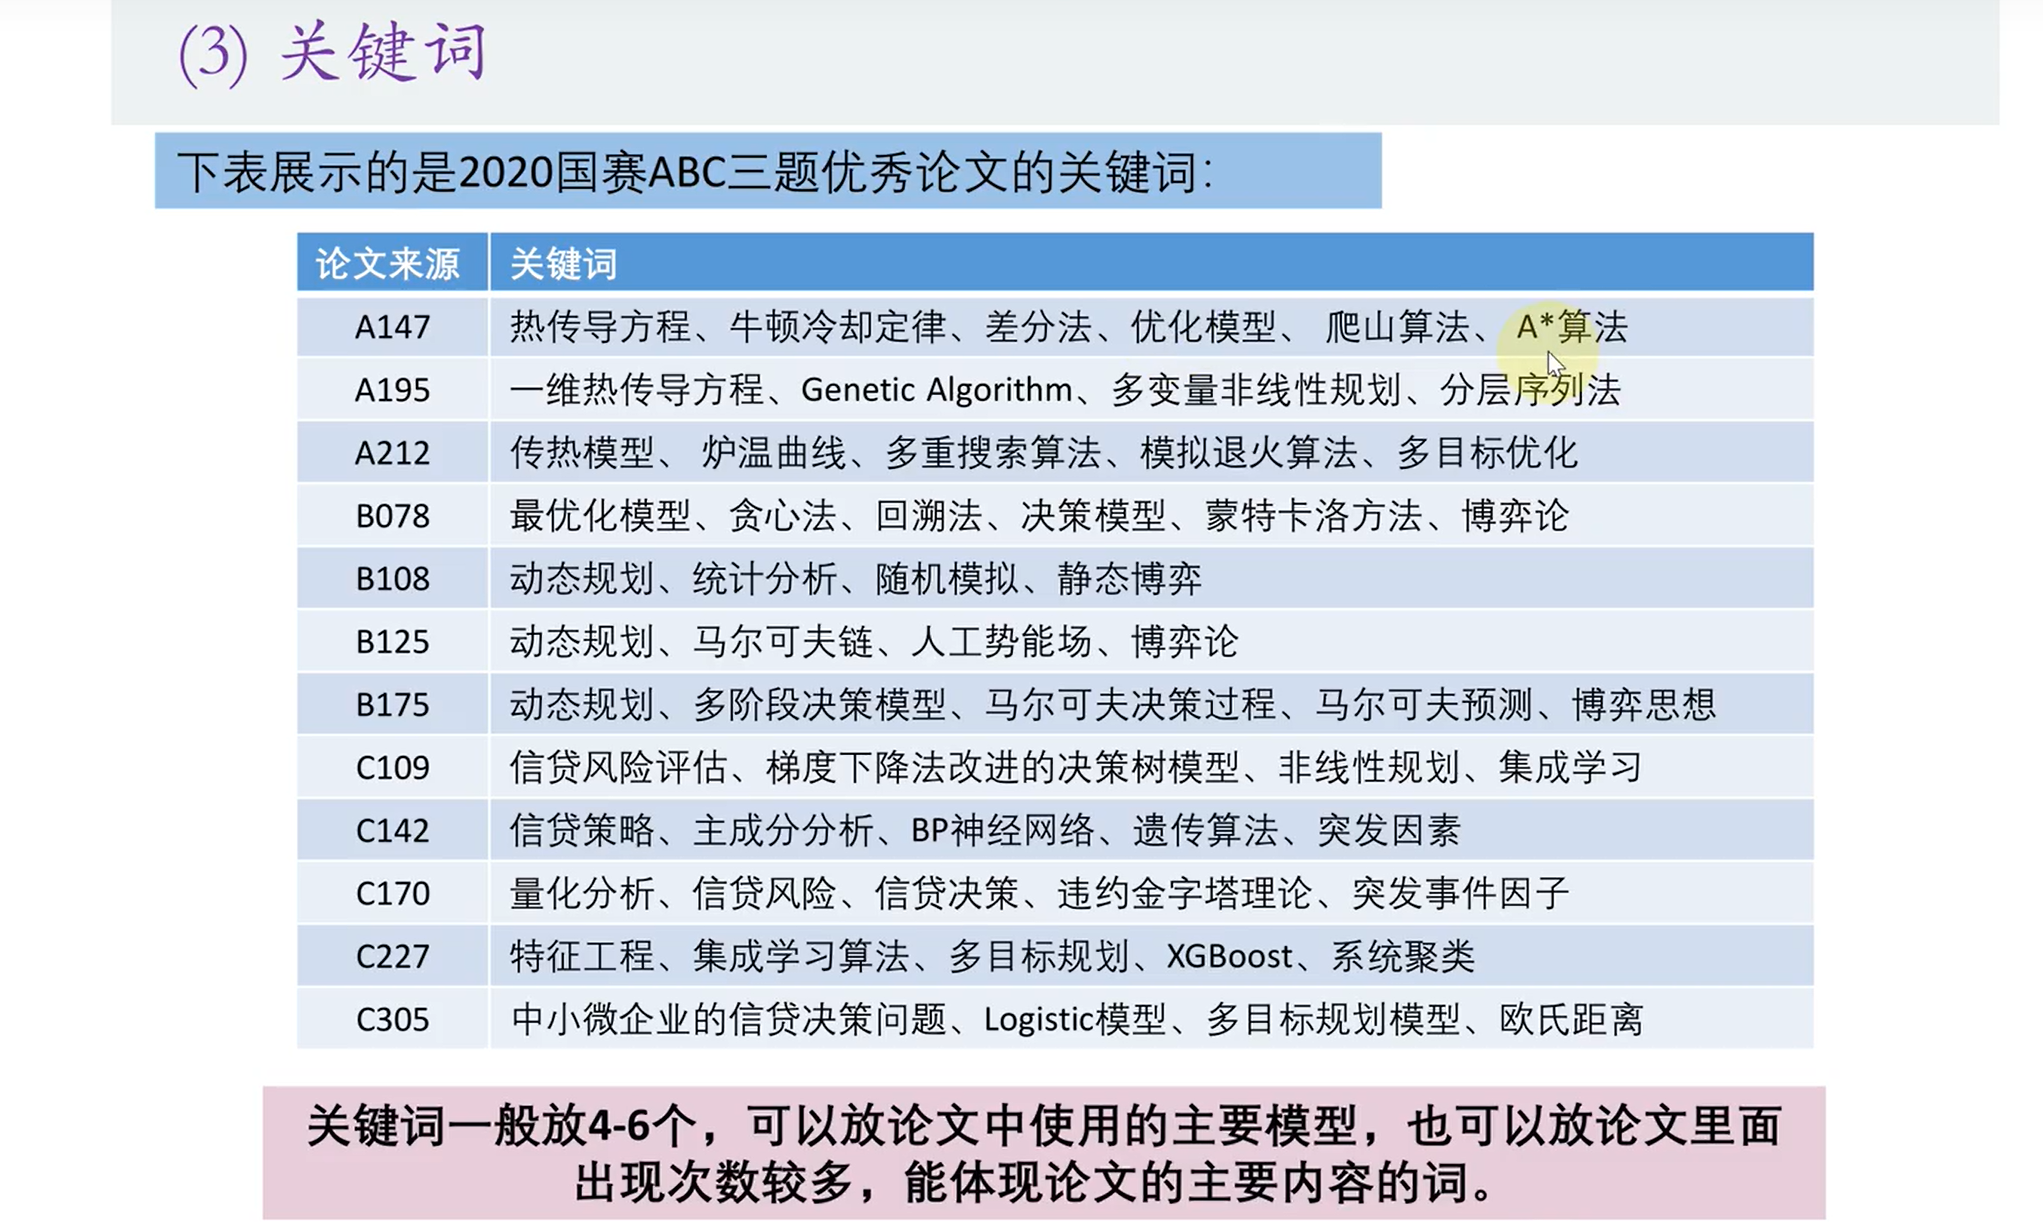 (3) 关键词
下表展示的是2020国赛ABC三题优秀论文的关键词：
论文来源 关键词
A147 热传导方程、牛顿冷却定律、差分法、优化模型、 爬山算法、 A*算法
A195 一维热传导方程、Genetic Algorithm、多变量非线性规划、分层序列法
A212 传热模型、 炉温曲线、多重搜索算法、模拟退火算法、多目标优化
B078 最优化模型、贪心法、回溯法、决策模型、蒙特卡洛方法、博弈论
B108 动态规划、统计分析、随机模拟、静态博弈
B125 动态规划、马尔可夫链、人工势能场、博弈论
B175 动态规划、多阶段决策模型、马尔可夫决策过程、马尔可夫预测、博弈思想
C109 信贷风险评估、梯度下降法改进的决策树模型、非线性规划、集成学习
C142 信贷策略、主成分分析、BP神经网络、遗传算法、突发因素
C170 量化分析、信贷风险、信贷决策、违约金字塔理论、突发事件因子
C227 特征工程、集成学习算法、多目标规划、XGBoost、系统聚类
C305 中小微企业的信贷决策问题、Logistic模型、多目标规划模型、欧氏距离
关键词一般放4-6个，可以放论文中使用的主要模型，也可以放论文里面
出现次数较多，能体现论文的主要内容的词。